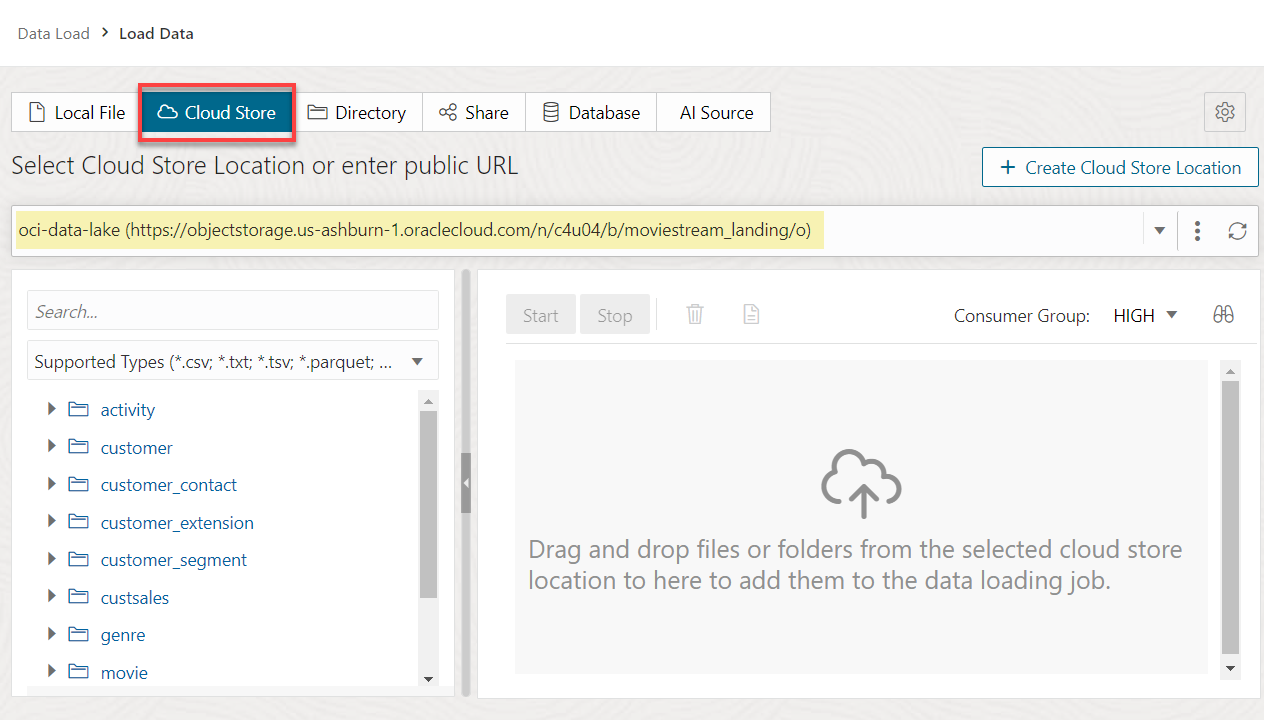 Data Load > Load Data
Local File Cloud Store Directory Share Database AI Source
Select Cloud Store Location or enter public URL
+ Create Cloud Store Location
oci-data-lake (https://objectstorage.us-ashburn-1.oraclecloud.com/n/c4u04/b/moviestream_landing/o)
Search...
Supported Types (*.csv; *.txt; *.tsv; *.parquet; ...
activity
customer
customer_contact
customer_extension
customer_segment
custsales
genre
movie
Start Stop Consumer Group: HIGH
Drag and drop files or folders from the selected cloud store
location to here to add them to the data loading job.